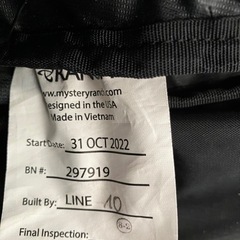 www.mysteryranch
Designed in the USA
Made in Vietnam
Start Date: 31 OCT 2022
BN #: 297919
Built By: LINE 10
Final Inspection: